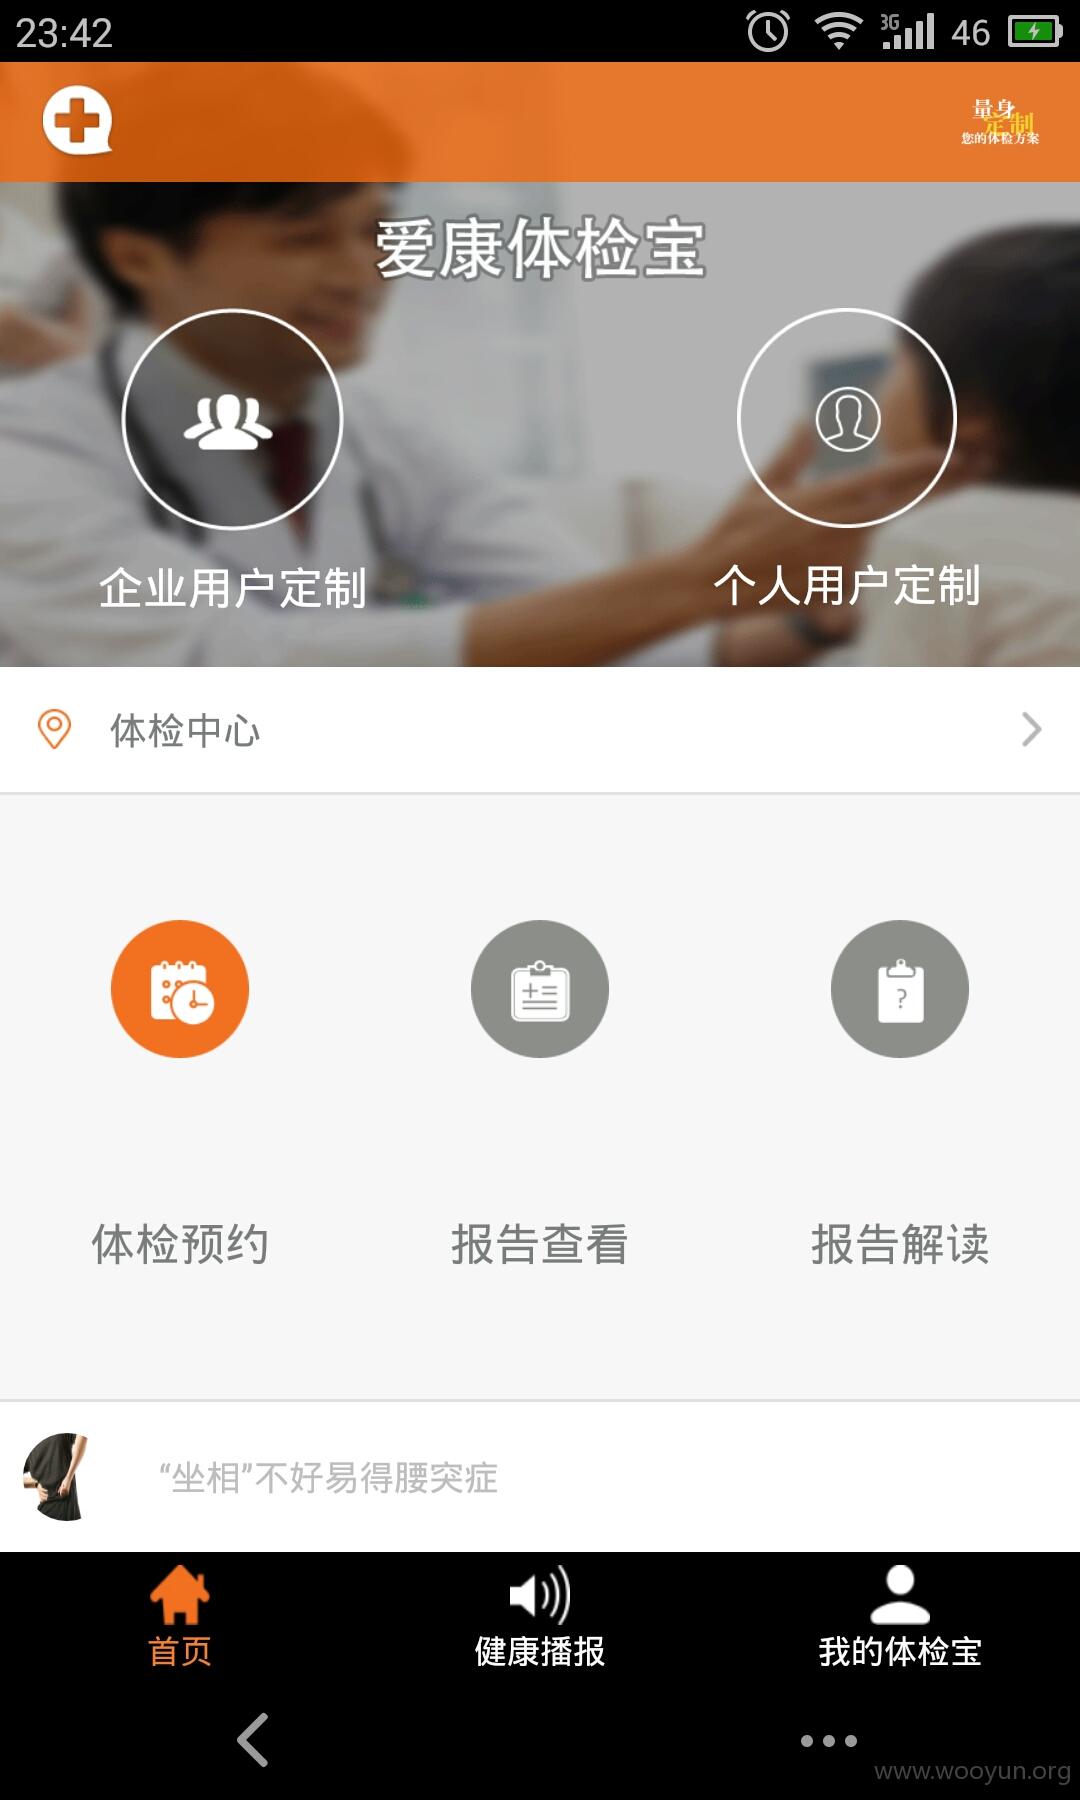 23:42
3G
46
量身
定制
您的体检方案
爱康体检宝
企业用户定制
个人用户定制
体检中心
体检预约
报告查看
报告解读
“坐相”不好易得腰突症
首页
健康播报
我的体检宝
www.wooyun.org